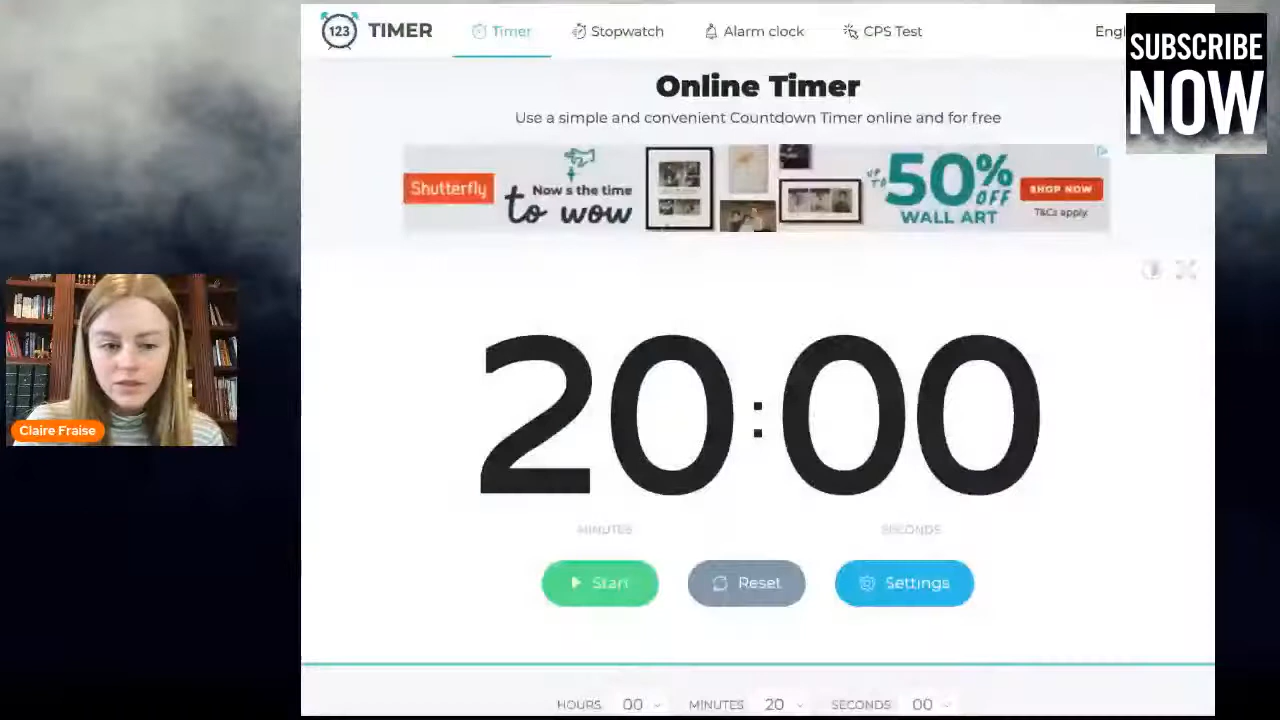 123 TIMER
Timer
Stopwatch
Alarm clock
CPS Test
Engl
SUBSCRIBE
NOW
Online Timer
Use a simple and convenient Countdown Timer online and for free
Shutterfly
Now s the time
to wow
UP TO
50% OFF
WALL ART
SHOP NOW
T&Cs apply
20:00
MINUTES
SECONDS
Start
Reset
Settings
Claire Fraise
HOURS 00 MINUTES 20 SECONDS 00